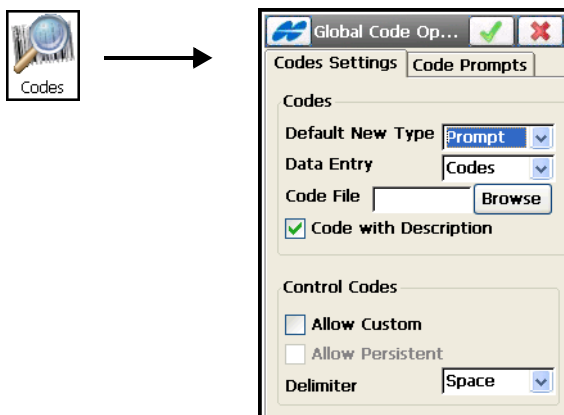 Codes
Global Code Op...
Codes Settings Code Prompts
Codes
Default New Type Prompt
Data Entry Codes
Code File Browse
Code with Description
Control Codes
Allow Custom
Allow Persistent
Delimiter Space